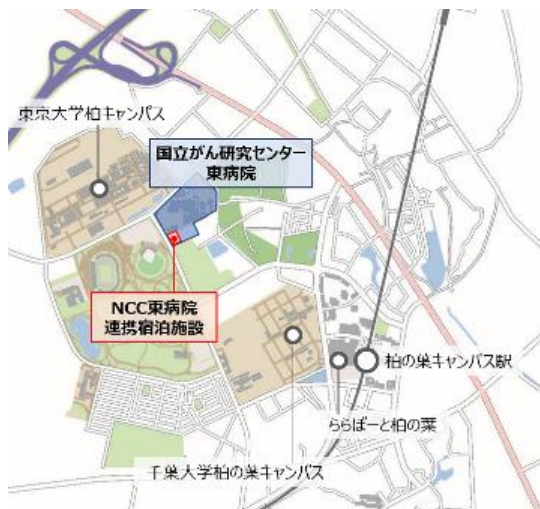 東京大学柏キャンパス
国立がん研究センター
東病院
NCC東病院
連携宿泊施設
柏の葉キャンパス駅
ららぽーと柏の葉
千葉大学柏の葉キャンパス